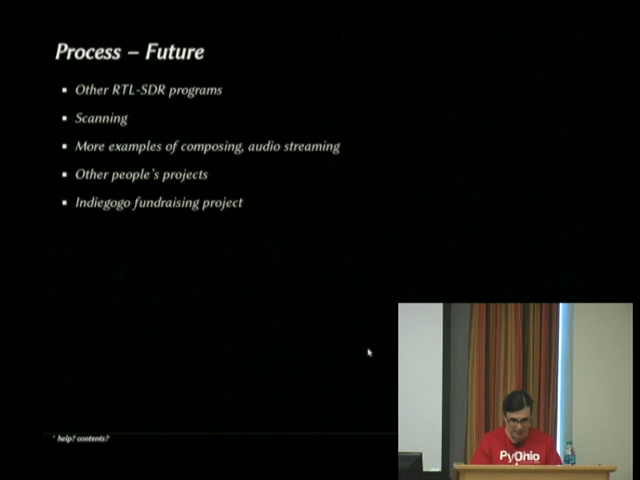 Process – Future
Other RTL-SDR programs
Scanning
More examples of composing, audio streaming
Other people's projects
Indiegogo fundraising project
help? contents?
PyOhio